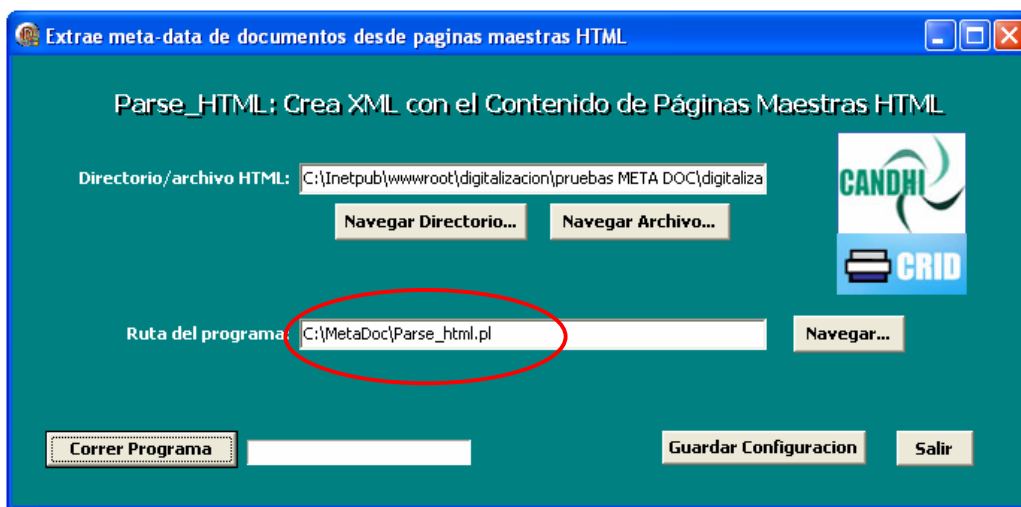 Extrae meta-data de documentos desde paginas maestras HTML
Parse_HTML: Crea XML con el Contenido de Páginas Maestras HTML
Directorio/archivo HTML: C:\Inetpub\wwwroot\digitalizacion\pruebas META DOC\digitaliza
CANDHI
Navegar Directorio... Navegar Archivo...
CRID
Ruta del programa: C:\MetaDoc\Parse_html.pl Navegar...
Correr Programa Guardar Configuracion Salir